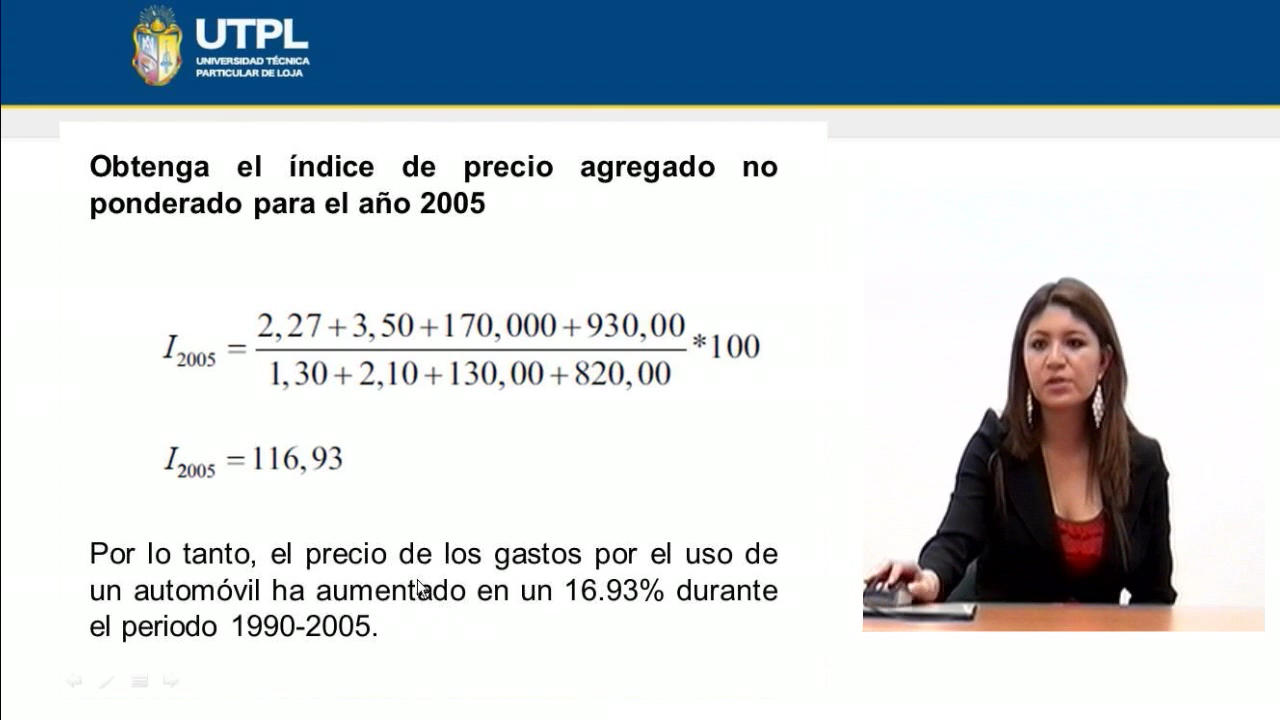 UTPL
UNIVERSIDAD TÉCNICA
PARTICULAR DE LOJA
Obtenga el índice de precio agregado no
ponderado para el año 2005
I2005 = 2,27+3,50+170,000+930,00 / 1,30+2,10+130,00+820,00 *100
I2005 =116,93
Por lo tanto, el precio de los gastos por el uso de
un automóvil ha aumentado en un 16.93% durante
el periodo 1990-2005.